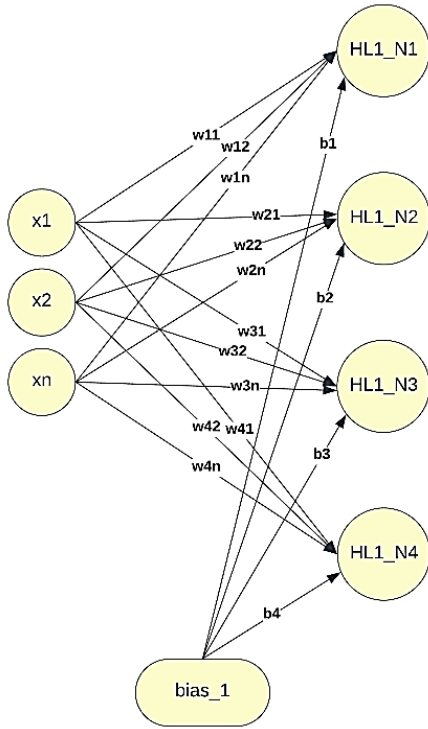 HL1_N1
w11
w12
b1
w1n
x1
w21
HL1_N2
w22
w2n
x2
b2
w31
w32
xn
w3n
HL1_N3
w42
w41
b3
w4n
HL1_N4
b4
bias_1